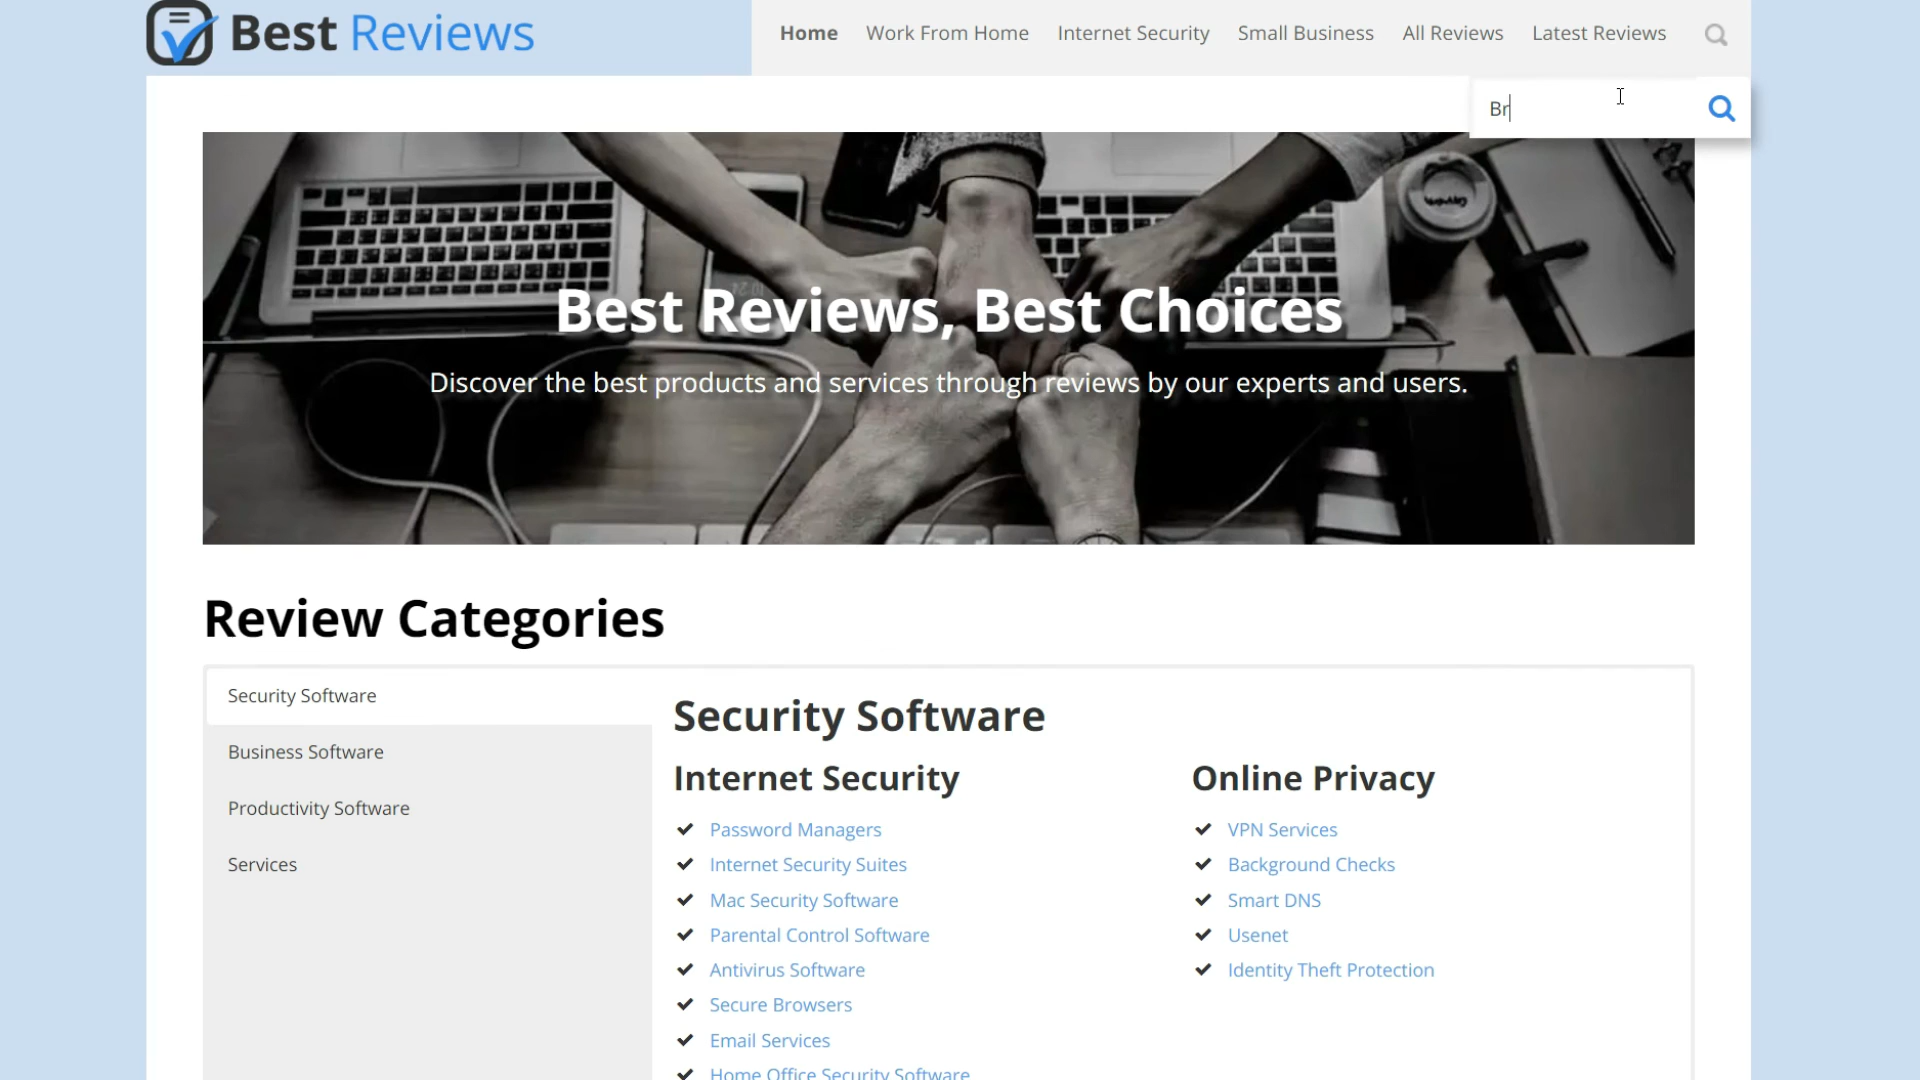 Best Reviews
Home Work From Home Internet Security Small Business All Reviews Latest Reviews
Br
Best Reviews, Best Choices
Discover the best products and services through reviews by our experts and users.
Review Categories
Security Software
Business Software
Productivity Software
Services
Security Software
Internet Security
Password Managers
Internet Security Suites
Mac Security Software
Parental Control Software
Antivirus Software
Secure Browsers
Email Services
Home Office Security Software
Online Privacy
VPN Services
Background Checks
Smart DNS
Usenet
Identity Theft Protection